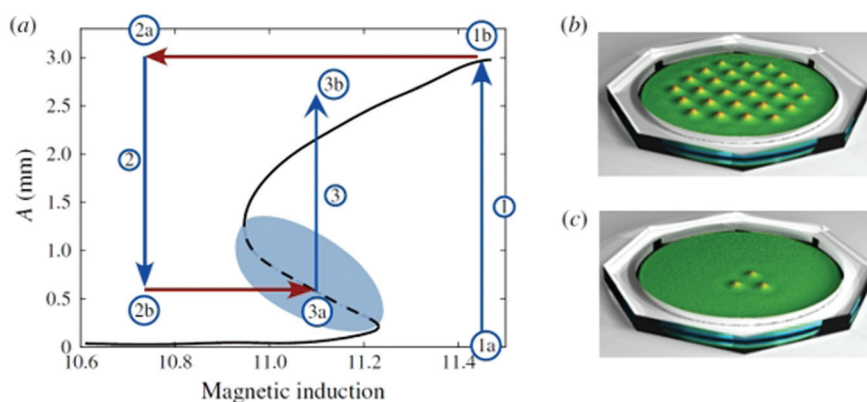 (a)
2a
1b
3.0
3b
2.5
2.0
2
1.5
3
1
1.0
0.5
2b
3a
1a
0
10.6 10.8 11.0 11.2 11.4
A (mm)
Magnetic induction
(b)
(c)